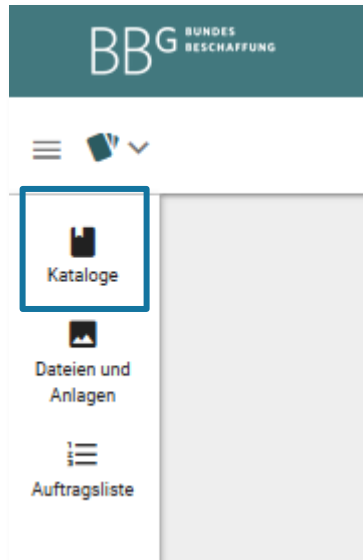 BBG BUNDES
BESCHAFFUNG
Kataloge
Dateien und
Anlagen
Auftragsliste